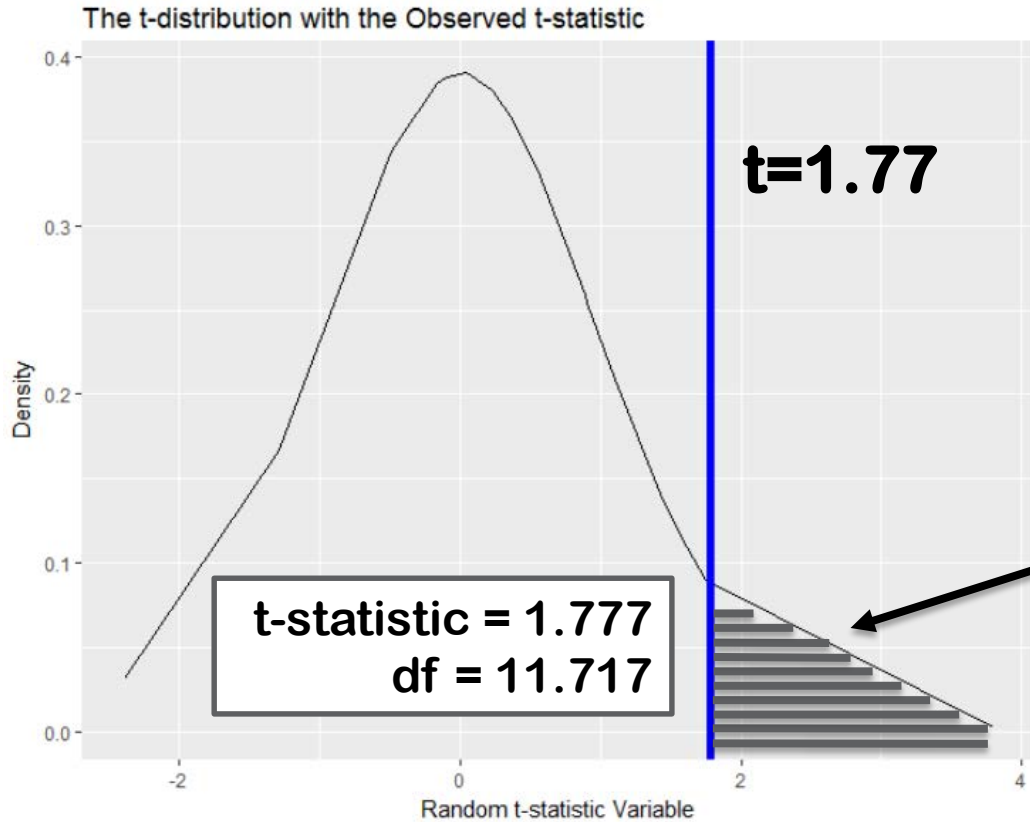 The t-distribution with the Observed t-statistic
0.4
t=1.77
0.3
Density
0.2
0.1
t-statistic = 1.777
df = 11.717
0.0
-2
0
2
4
Random t-statistic Variable